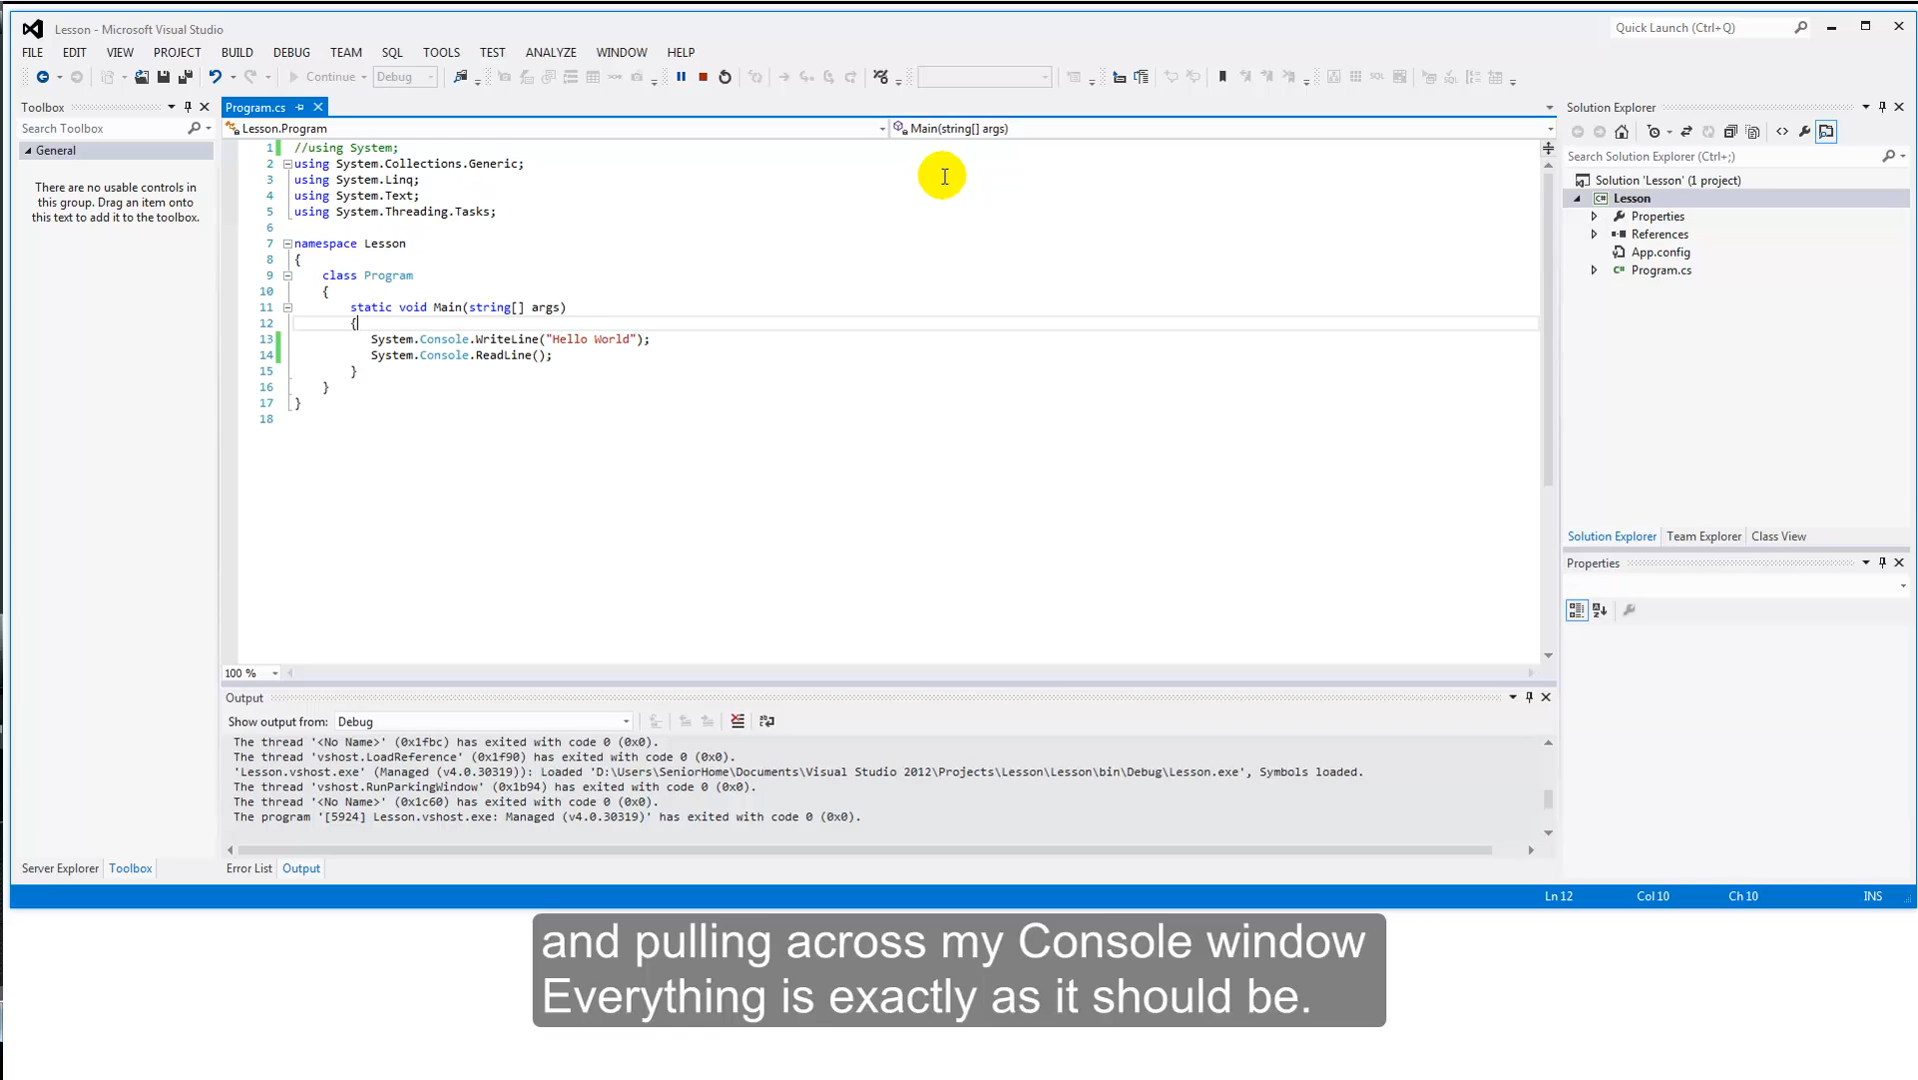 Lesson - Microsoft Visual Studio
Quick Launch (Ctrl+Q)
FILE EDIT VIEW PROJECT BUILD DEBUG TEAM SQL TOOLS TEST ANALYZE WINDOW HELP
Continue Debug
Toolbox
Search Toolbox
General
There are no usable controls in
this group. Drag an item onto
this text to add it to the toolbox.
Server Explorer Toolbox
Program.cs
Lesson.Program Main(string[] args)
1 //using System;
2 using System.Collections.Generic;
3 using System.Linq;
4 using System.Text;
5 using System.Threading.Tasks;
6
7 namespace Lesson
8 {
9 class Program
10 {
11 static void Main(string[] args)
12 {
13 System.Console.WriteLine("Hello World");
14 System.Console.ReadLine();
15 }
16 }
17 }
18
100 %
Output
Show output from: Debug
The thread '<No Name>' (0x1fbc) has exited with code 0 (0x0).
The thread 'vshost.LoadReference' (0x1f90) has exited with code 0 (0x0).
'Lesson.vshost.exe' (Managed (v4.0.30319)): Loaded 'D:\Users\SeniorHome\Documents\Visual Studio 2012\Projects\Lesson\Lesson\bin\Debug\Lesson.exe', Symbols loaded.
The thread 'vshost.RunParkingWindow' (0x1b94) has exited with code 0 (0x0).
The thread '<No Name>' (0x1c60) has exited with code 0 (0x0).
The program '[5924] Lesson.vshost.exe: Managed (v4.0.30319)' has exited with code 0 (0x0).
Error List Output
Solution Explorer
Search Solution Explorer (Ctrl+;)
Solution 'Lesson' (1 project)
Lesson
Properties
References
App.config
Program.cs
Solution Explorer Team Explorer Class View
Properties
Ln 12 Col 10 Ch 10 INS
and pulling across my Console window
Everything is exactly as it should be.